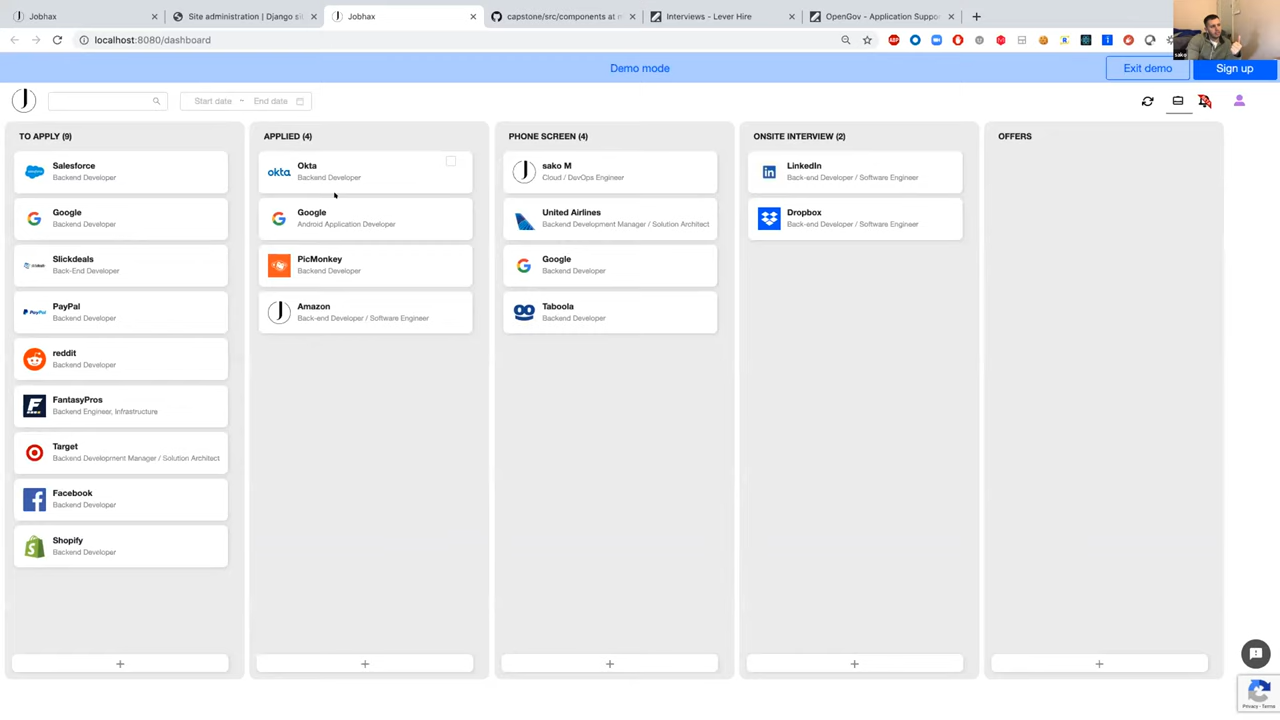 Jobhax
Site administration | Django si
Jobhax
capstone/src/components at m
Interviews - Lever Hire
OpenGov - Application Suppo
localhost:8080/dashboard
Demo mode
Exit demo
Sign up
sako
J
Start date ~ End date
TO APPLY (9)
Salesforce
Backend Developer
Google
Backend Developer
Slickdeals
Back-End Developer
PayPal
Backend Developer
reddit
Backend Developer
FantasyPros
Backend Engineer, Infrastructure
Target
Backend Development Manager / Solution Architect
Facebook
Backend Developer
Shopify
Backend Developer
APPLIED (4)
okta
Okta
Backend Developer
Google
Android Application Developer
PicMonkey
Backend Developer
J
Amazon
Back-end Developer / Software Engineer
PHONE SCREEN (4)
J
sako M
Cloud / DevOps Engineer
United Airlines
Backend Development Manager / Solution Architect
Google
Backend Developer
Taboola
Backend Developer
ONSITE INTERVIEW (2)
in
LinkedIn
Back-end Developer / Software Engineer
Dropbox
Back-end Developer / Software Engineer
OFFERS
Privacy - Terms